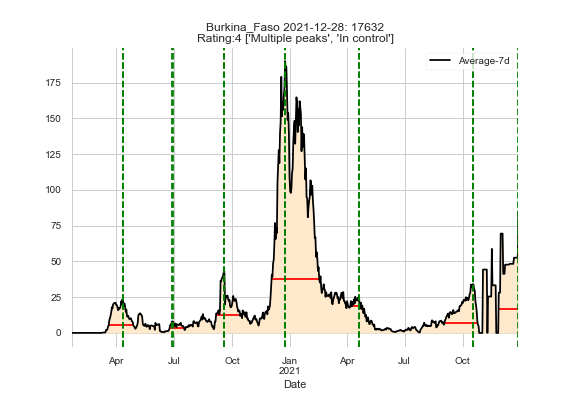 Burkina_Faso 2021-12-28: 17632
Rating:4 ['Multiple peaks', 'In control']
Average-7d
175
150
125
100
75
50
25
0
Apr Jul Oct Jan Apr Jul Oct
2021
Date